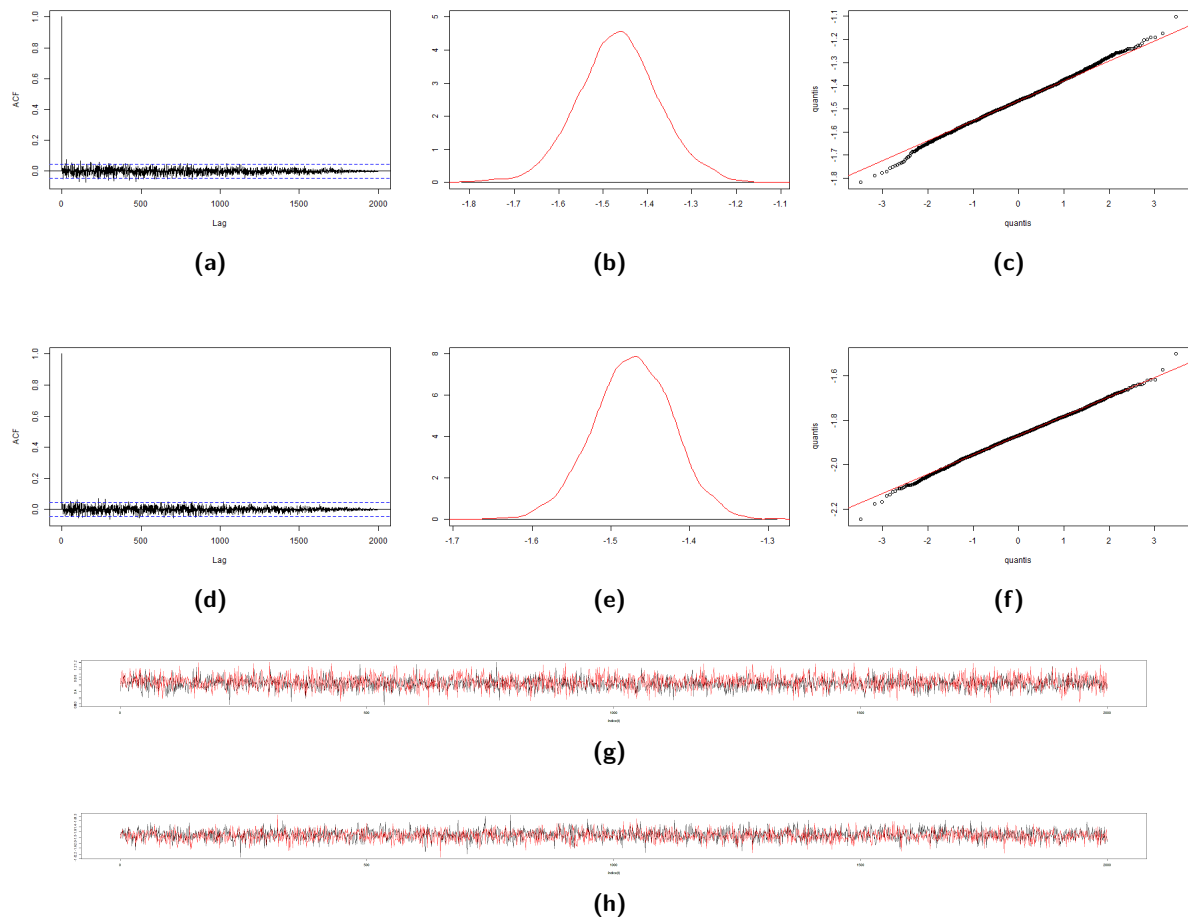 ACF
1.0
0.8
0.6
0.4
0.2
0.0
0 500 1000 1500 2000
Lag
(a)
5
4
3
2
1
0
-1.8 -1.7 -1.6 -1.5 -1.4 -1.3 -1.2 -1.1
(b)
quantis
-1.1
-1.2
-1.3
-1.4
-1.5
-1.6
-1.7
-1.8
-3 -2 -1 0 1 2 3
quantis
(c)
ACF
1.0
0.8
0.6
0.4
0.2
0.0
0 500 1000 1500 2000
Lag
(d)
8
6
4
2
0
-1.7 -1.6 -1.5 -1.4 -1.3
(e)
quantis
-1.6
-1.8
-2.0
-2.2
-3 -2 -1 0 1 2 3
quantis
(f)
0 500 1000 1500 2000
(g)
0 500 1000 1500 2000
(h)